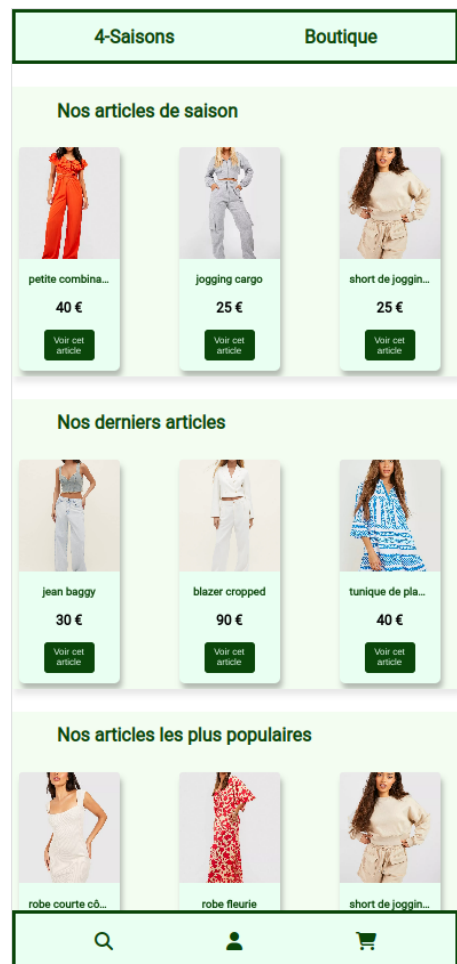 4-Saisons Boutique
Nos articles de saison
petite combina... jogging cargo short de joggin...
40 € 25 € 25 €
Voir cet Voir cet Voir cet
article article article
Nos derniers articles
jean baggy blazer cropped tunique de pla...
30 € 90 € 40 €
Voir cet Voir cet Voir cet
article article article
Nos articles les plus populaires
robe courte cô... robe fleurie short de joggin...